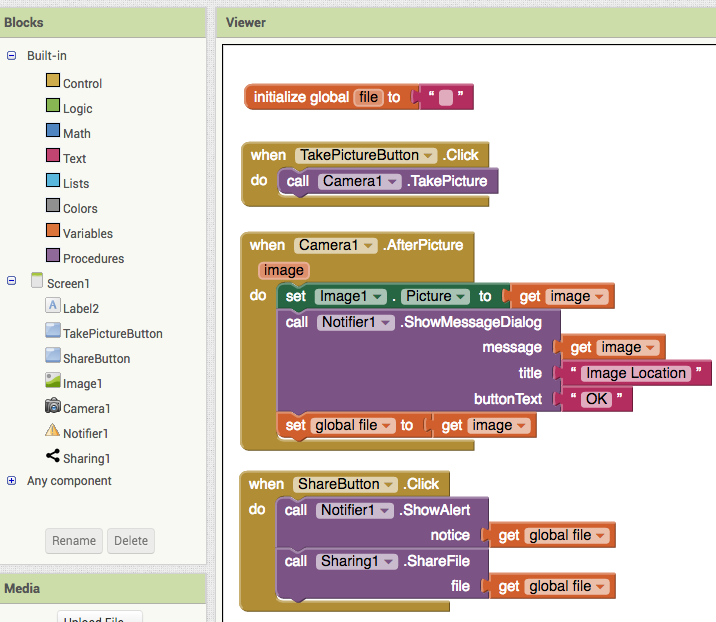 Blocks
Built-in
Control
Logic
Math
Text
Lists
Colors
Variables
Procedures
Screen1
A Label2
TakePictureButton
ShareButton
Image1
Camera1
Notifier1
Sharing1
Any component
Rename Delete
Media
Upload File
Viewer
initialize global file to " "
when TakePictureButton .Click
do call Camera1 .TakePicture
when Camera1 .AfterPicture
image
do set Image1 . Picture to get image
call Notifier1 .ShowMessageDialog
message get image
title " Image Location "
buttonText " OK "
set global file to get image
when ShareButton .Click
do call Notifier1 .ShowAlert
notice get global file
call Sharing1 .ShareFile
file get global file